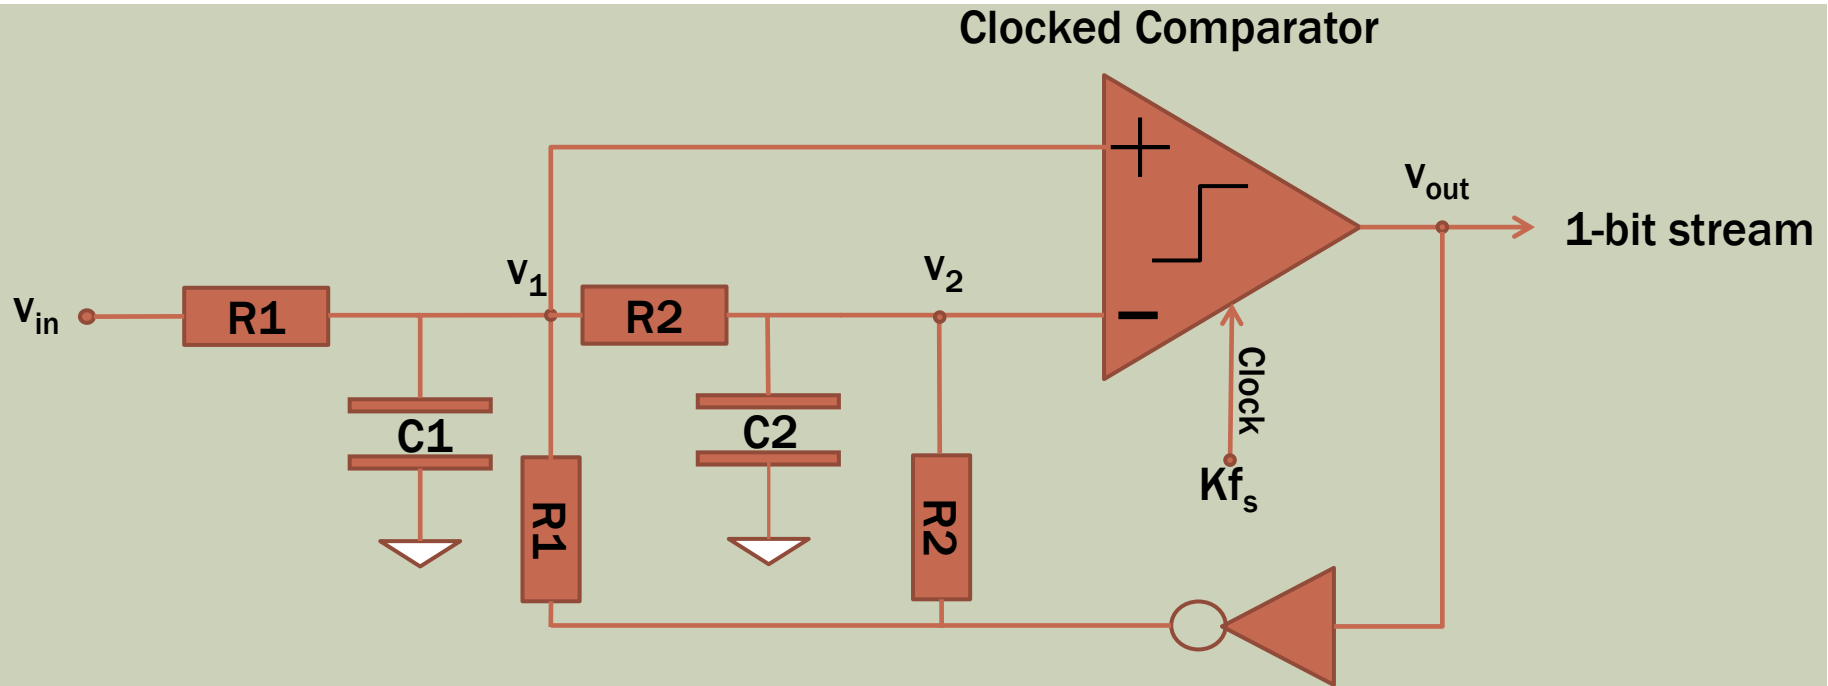 Clocked Comparator
vout
1-bit stream
v1
v2
vin
R1
R2
C1
C2
Clock
Kfs
R1
R2